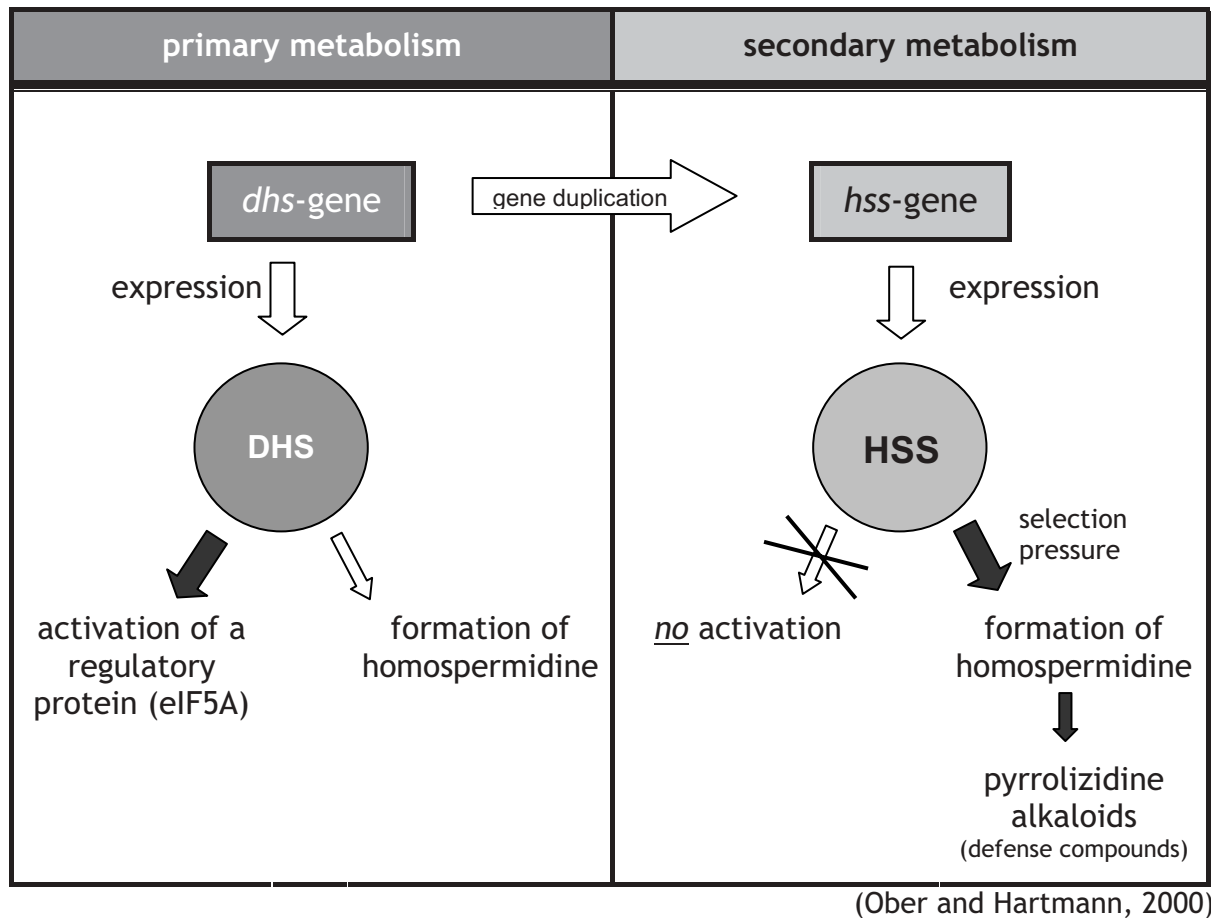 primary metabolism
secondary metabolism
dhs-gene
gene duplication
hss-gene
expression
expression
DHS
HSS
selection
pressure
activation of a
regulatory
protein (eIF5A)
formation of
homospermidine
no activation
formation of
homospermidine
pyrrolizidine
alkaloids
(defense compounds)
(Ober and Hartmann, 2000)